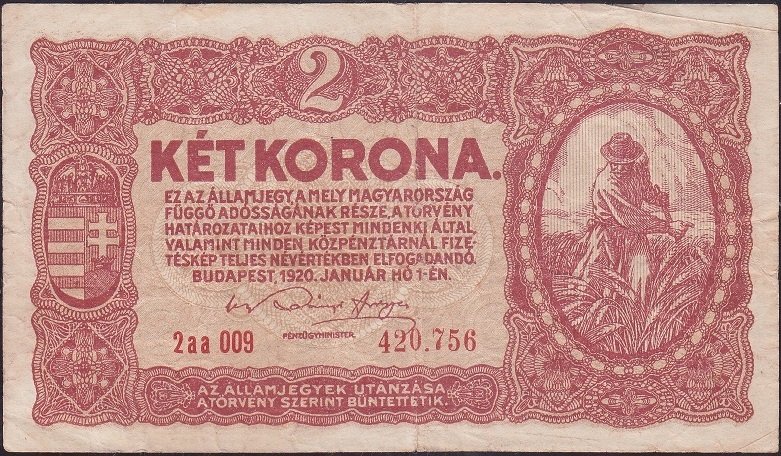 2
KÉT KORONA.
EZ AZ ÁLLAMJEGY, A MELY MAGYARORSZÁG
FÜGGŐ ADÓSSÁGÁNAK RÉSZE, A TÖRVÉNY
HATÁROZATAIHOZ KÉPEST MINDENKI ÁLTAL,
VALAMINT MINDEN KÖZPÉNZTÁRNÁL FIZE-
TÉSKÉP TELJES NÉVÉRTÉKBEN ELFOGADANDÓ.
BUDAPEST, 1920. JANUÁR HÓ 1-ÉN.
PÉNZÜGYMINISTER.
2aa 009 420.756
AZ ÁLLAMJEGYEK UTÁNZÁSA
A TÖRVÉNY SZERINT BÜNTETTETIK.